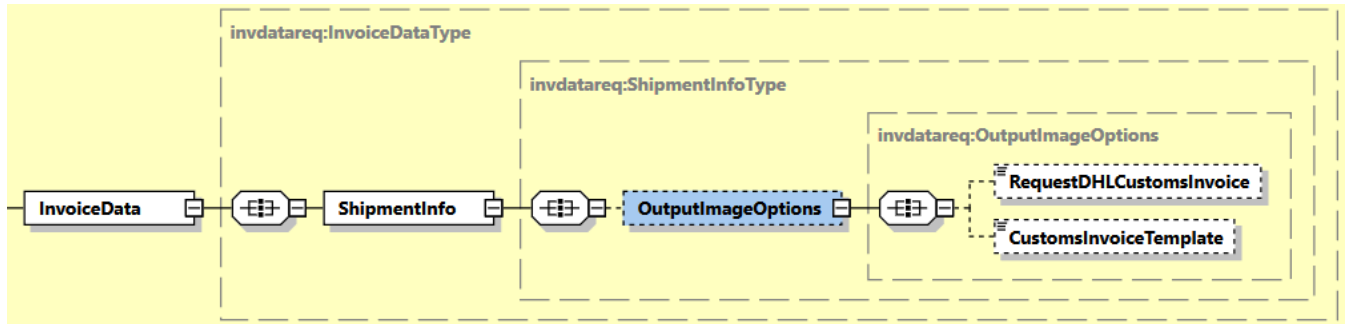 invdatareq:InvoiceDataType
invdatareq:ShipmentInfoType
invdatareq:OutputImageOptions
RequestDHLCustomsInvoice
InvoiceData
ShipmentInfo
OutputImageOptions
CustomsInvoiceTemplate